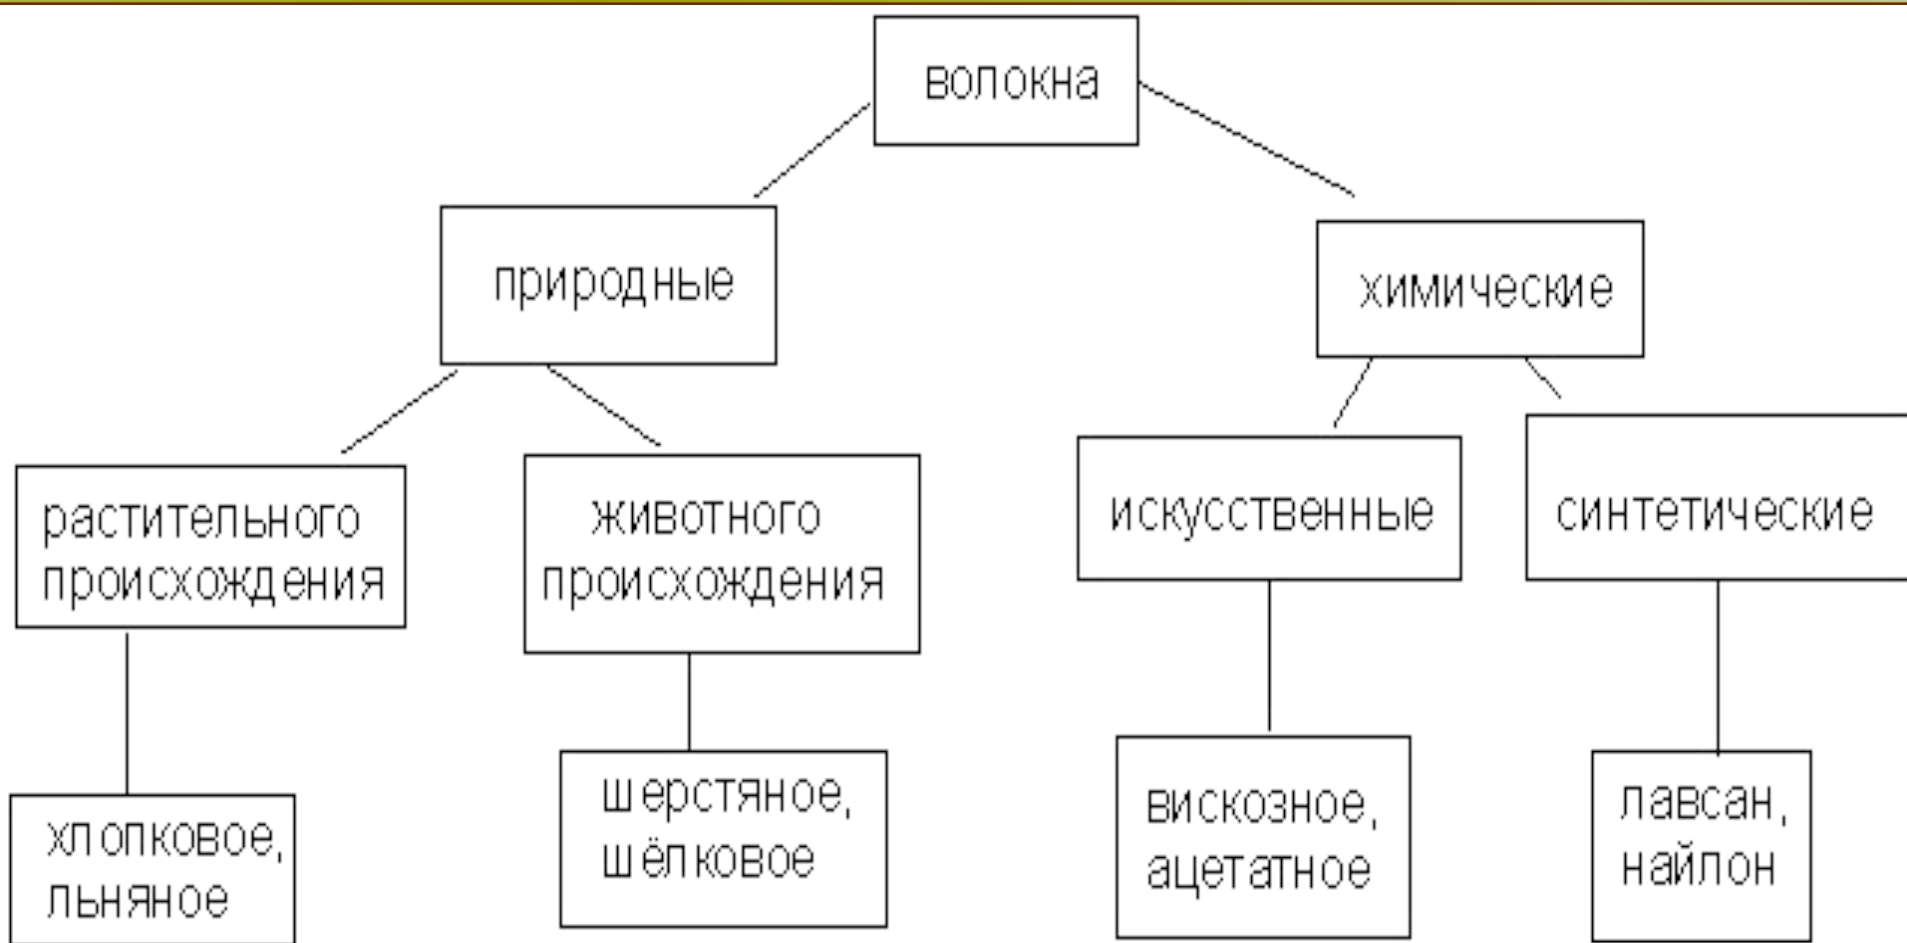 волокна
природные
химические
растительного
происхождения
животного
происхождения
искусственные
синтетические
хлопковое,
льняное
шерстяное,
шёлковое
вискозное,
ацетатное
лавсан,
найлон